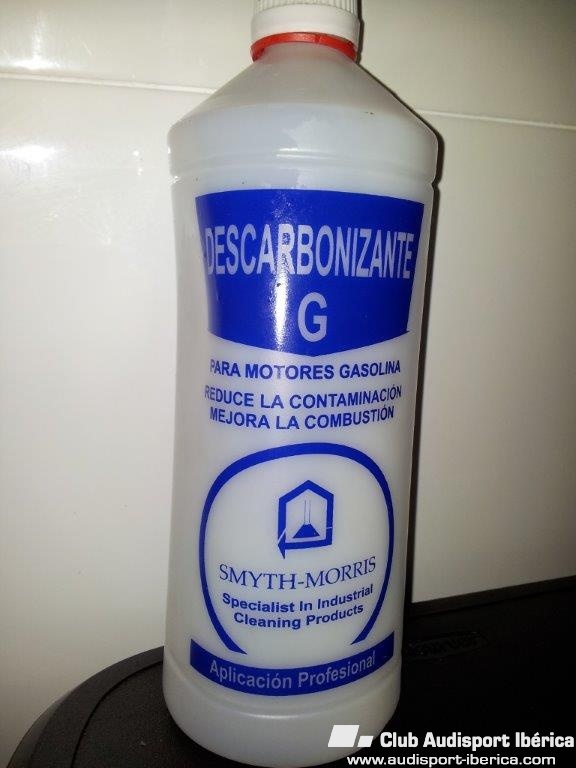 DESCARBONIZANTE
G
PARA MOTORES GASOLINA
REDUCE LA CONTAMINACIÓN
MEJORA LA COMBUSTIÓN
SMYTH-MORRIS
Specialist In Industrial
Cleaning Products
Aplicación Profesional
Club Audisport Ibérica
www.audisport-iberica.com